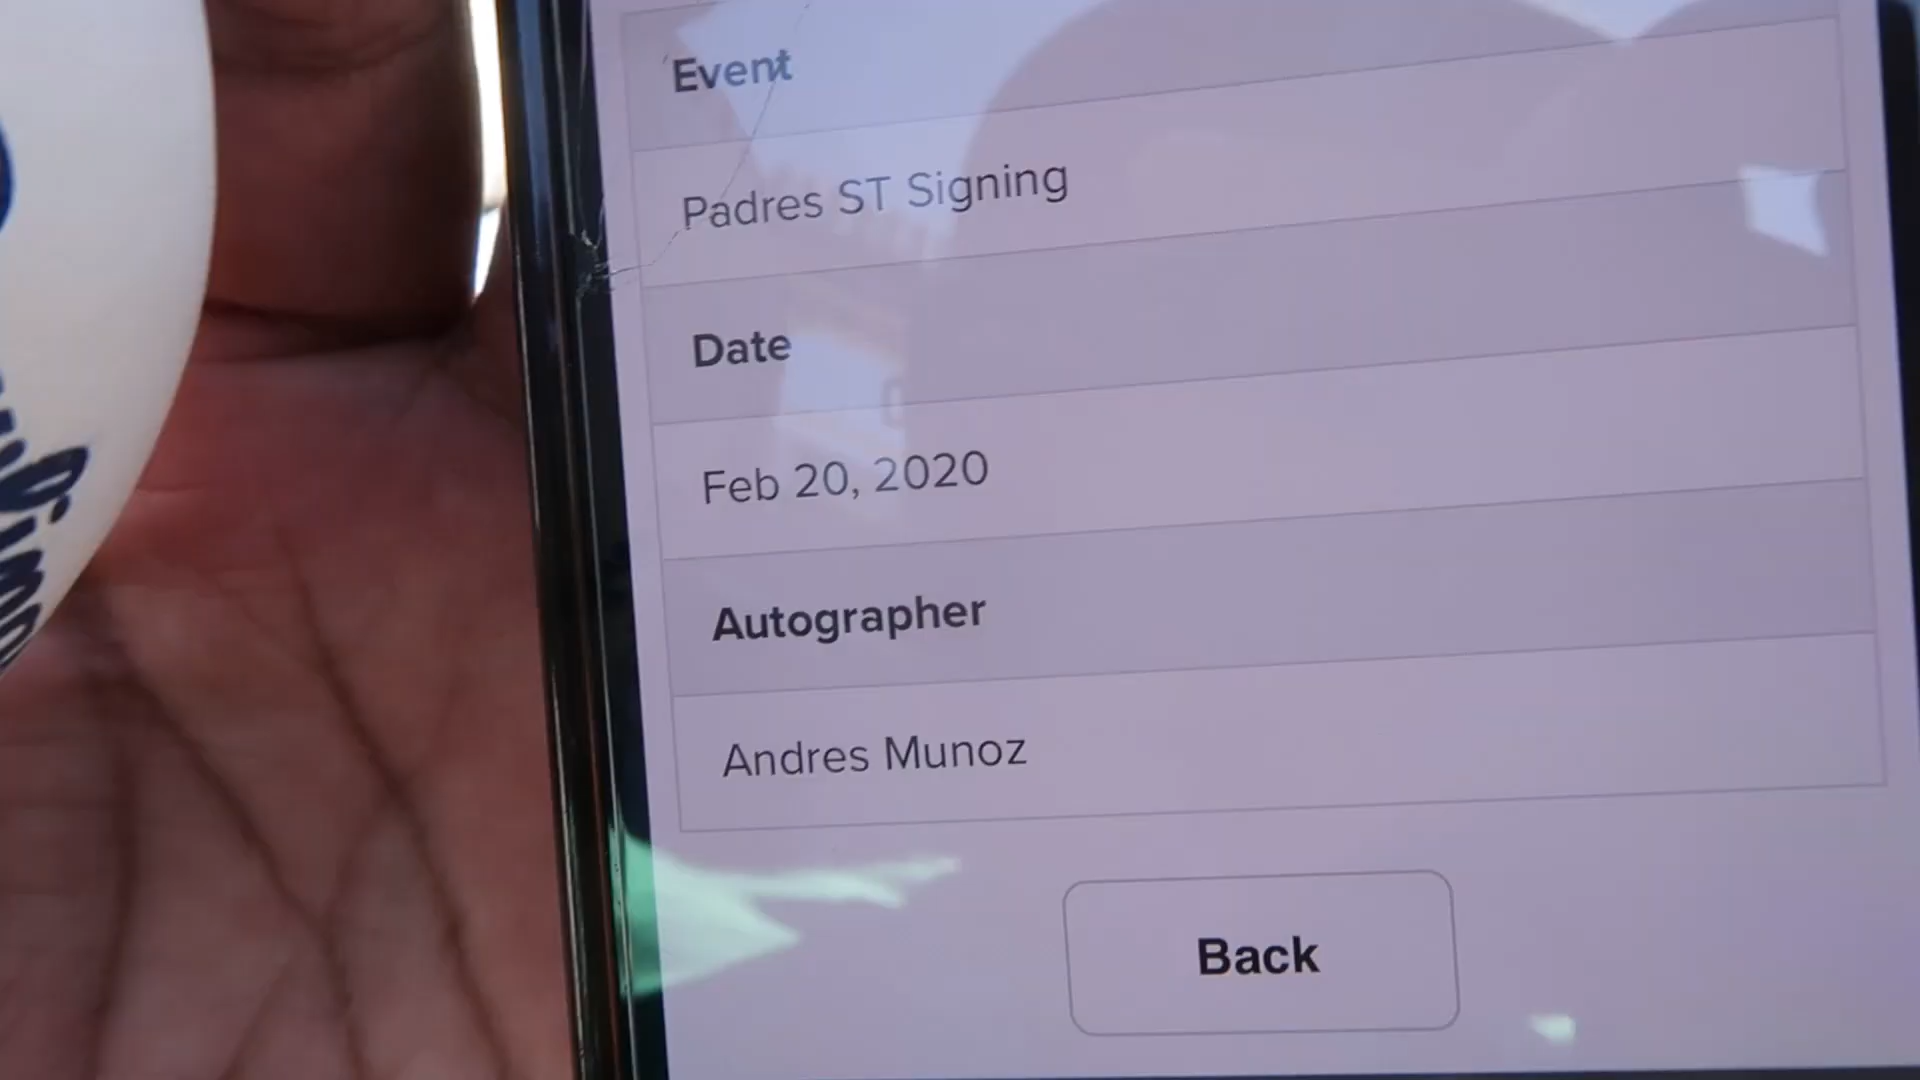 Event
Padres ST Signing
Date
Feb 20, 2020
Autographer
Andres Munoz
Back